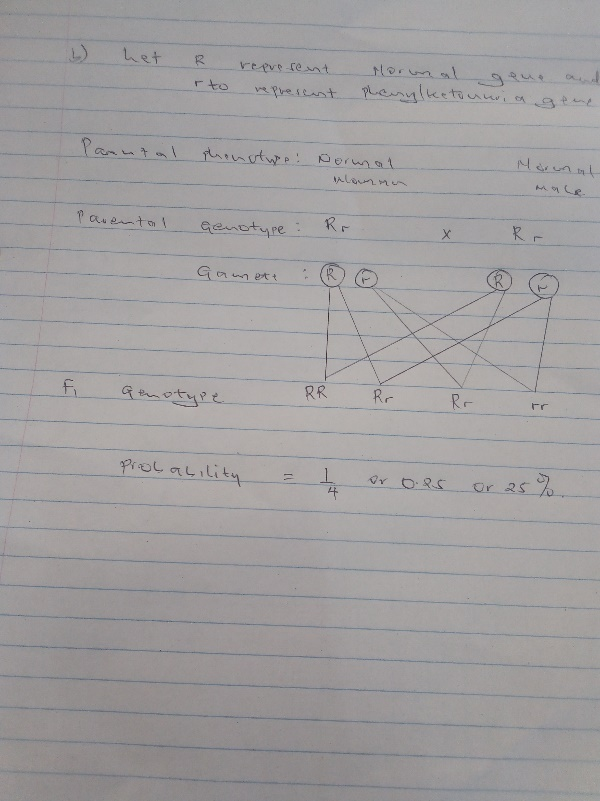 b) Let R represent Normal gene and
r to represent phenylketonuria gene
Parental phenotype: Normal Normal
woman male
Parental Genotype: Rr x Rr
Gamete : R r R r
F1 Genotype RR Rr Rr rr
Probability = 1/4 or 0.25 or 25%.